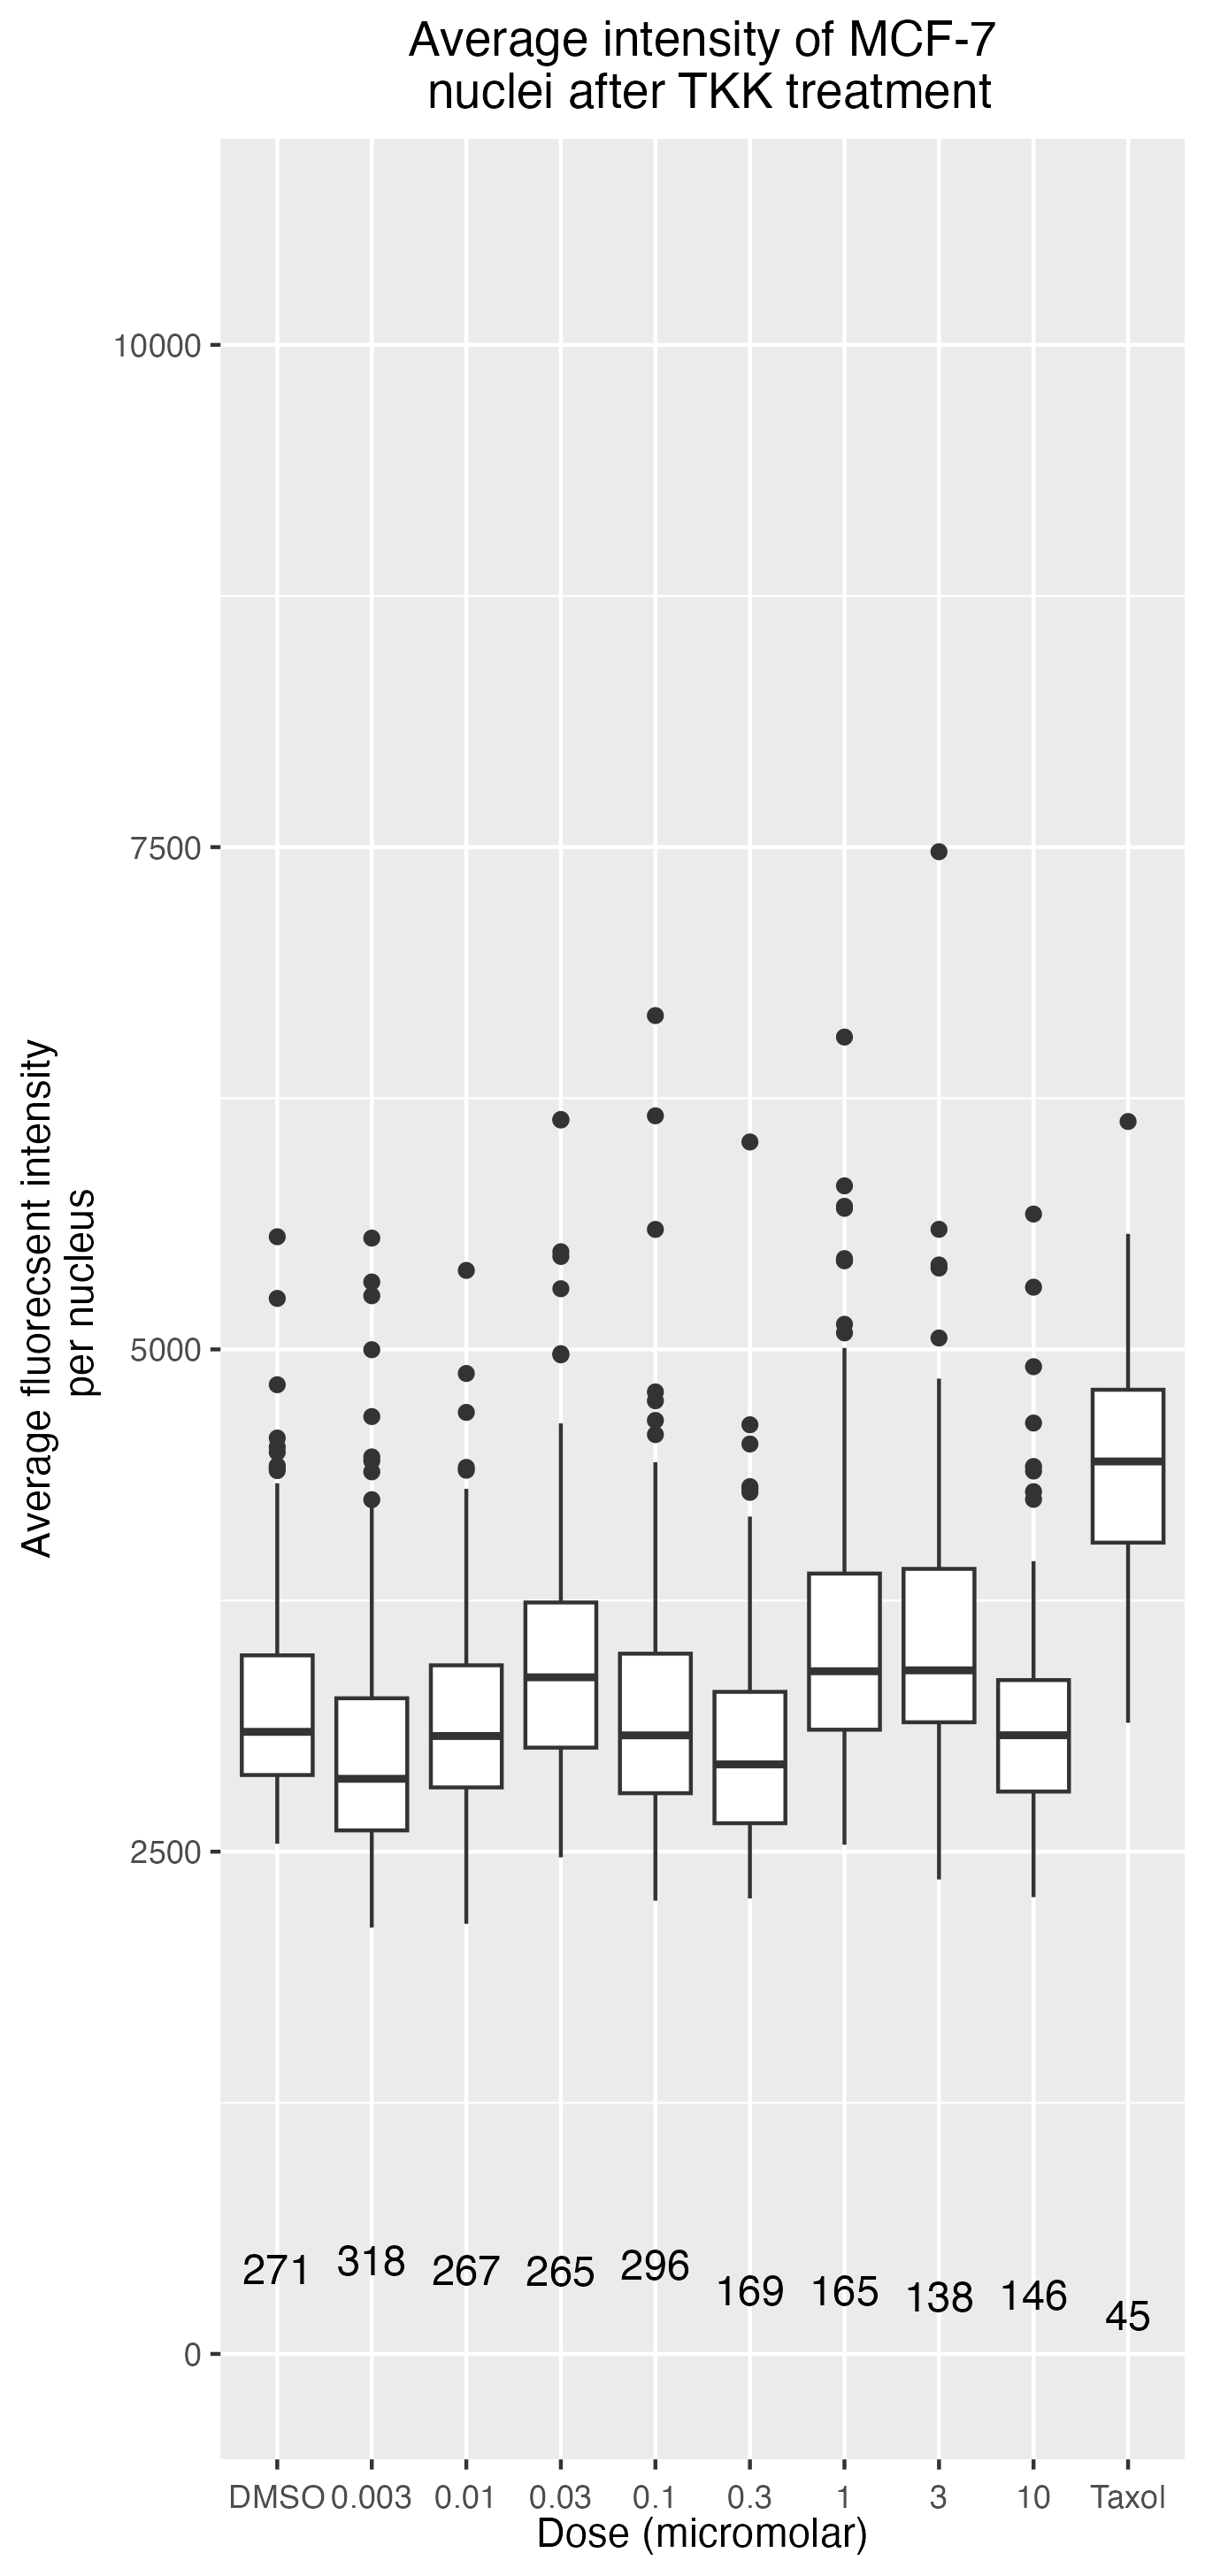 Average intensity of MCF-7
nuclei after TKK treatment
Average fluorecsent intensity
per nucleus
10000
7500
5000
2500
0
271 318 267 265 296 169 165 138 146 45
DMSO 0.003 0.01 0.03 0.1 0.3 1 3 10 Taxol
Dose (micromolar)